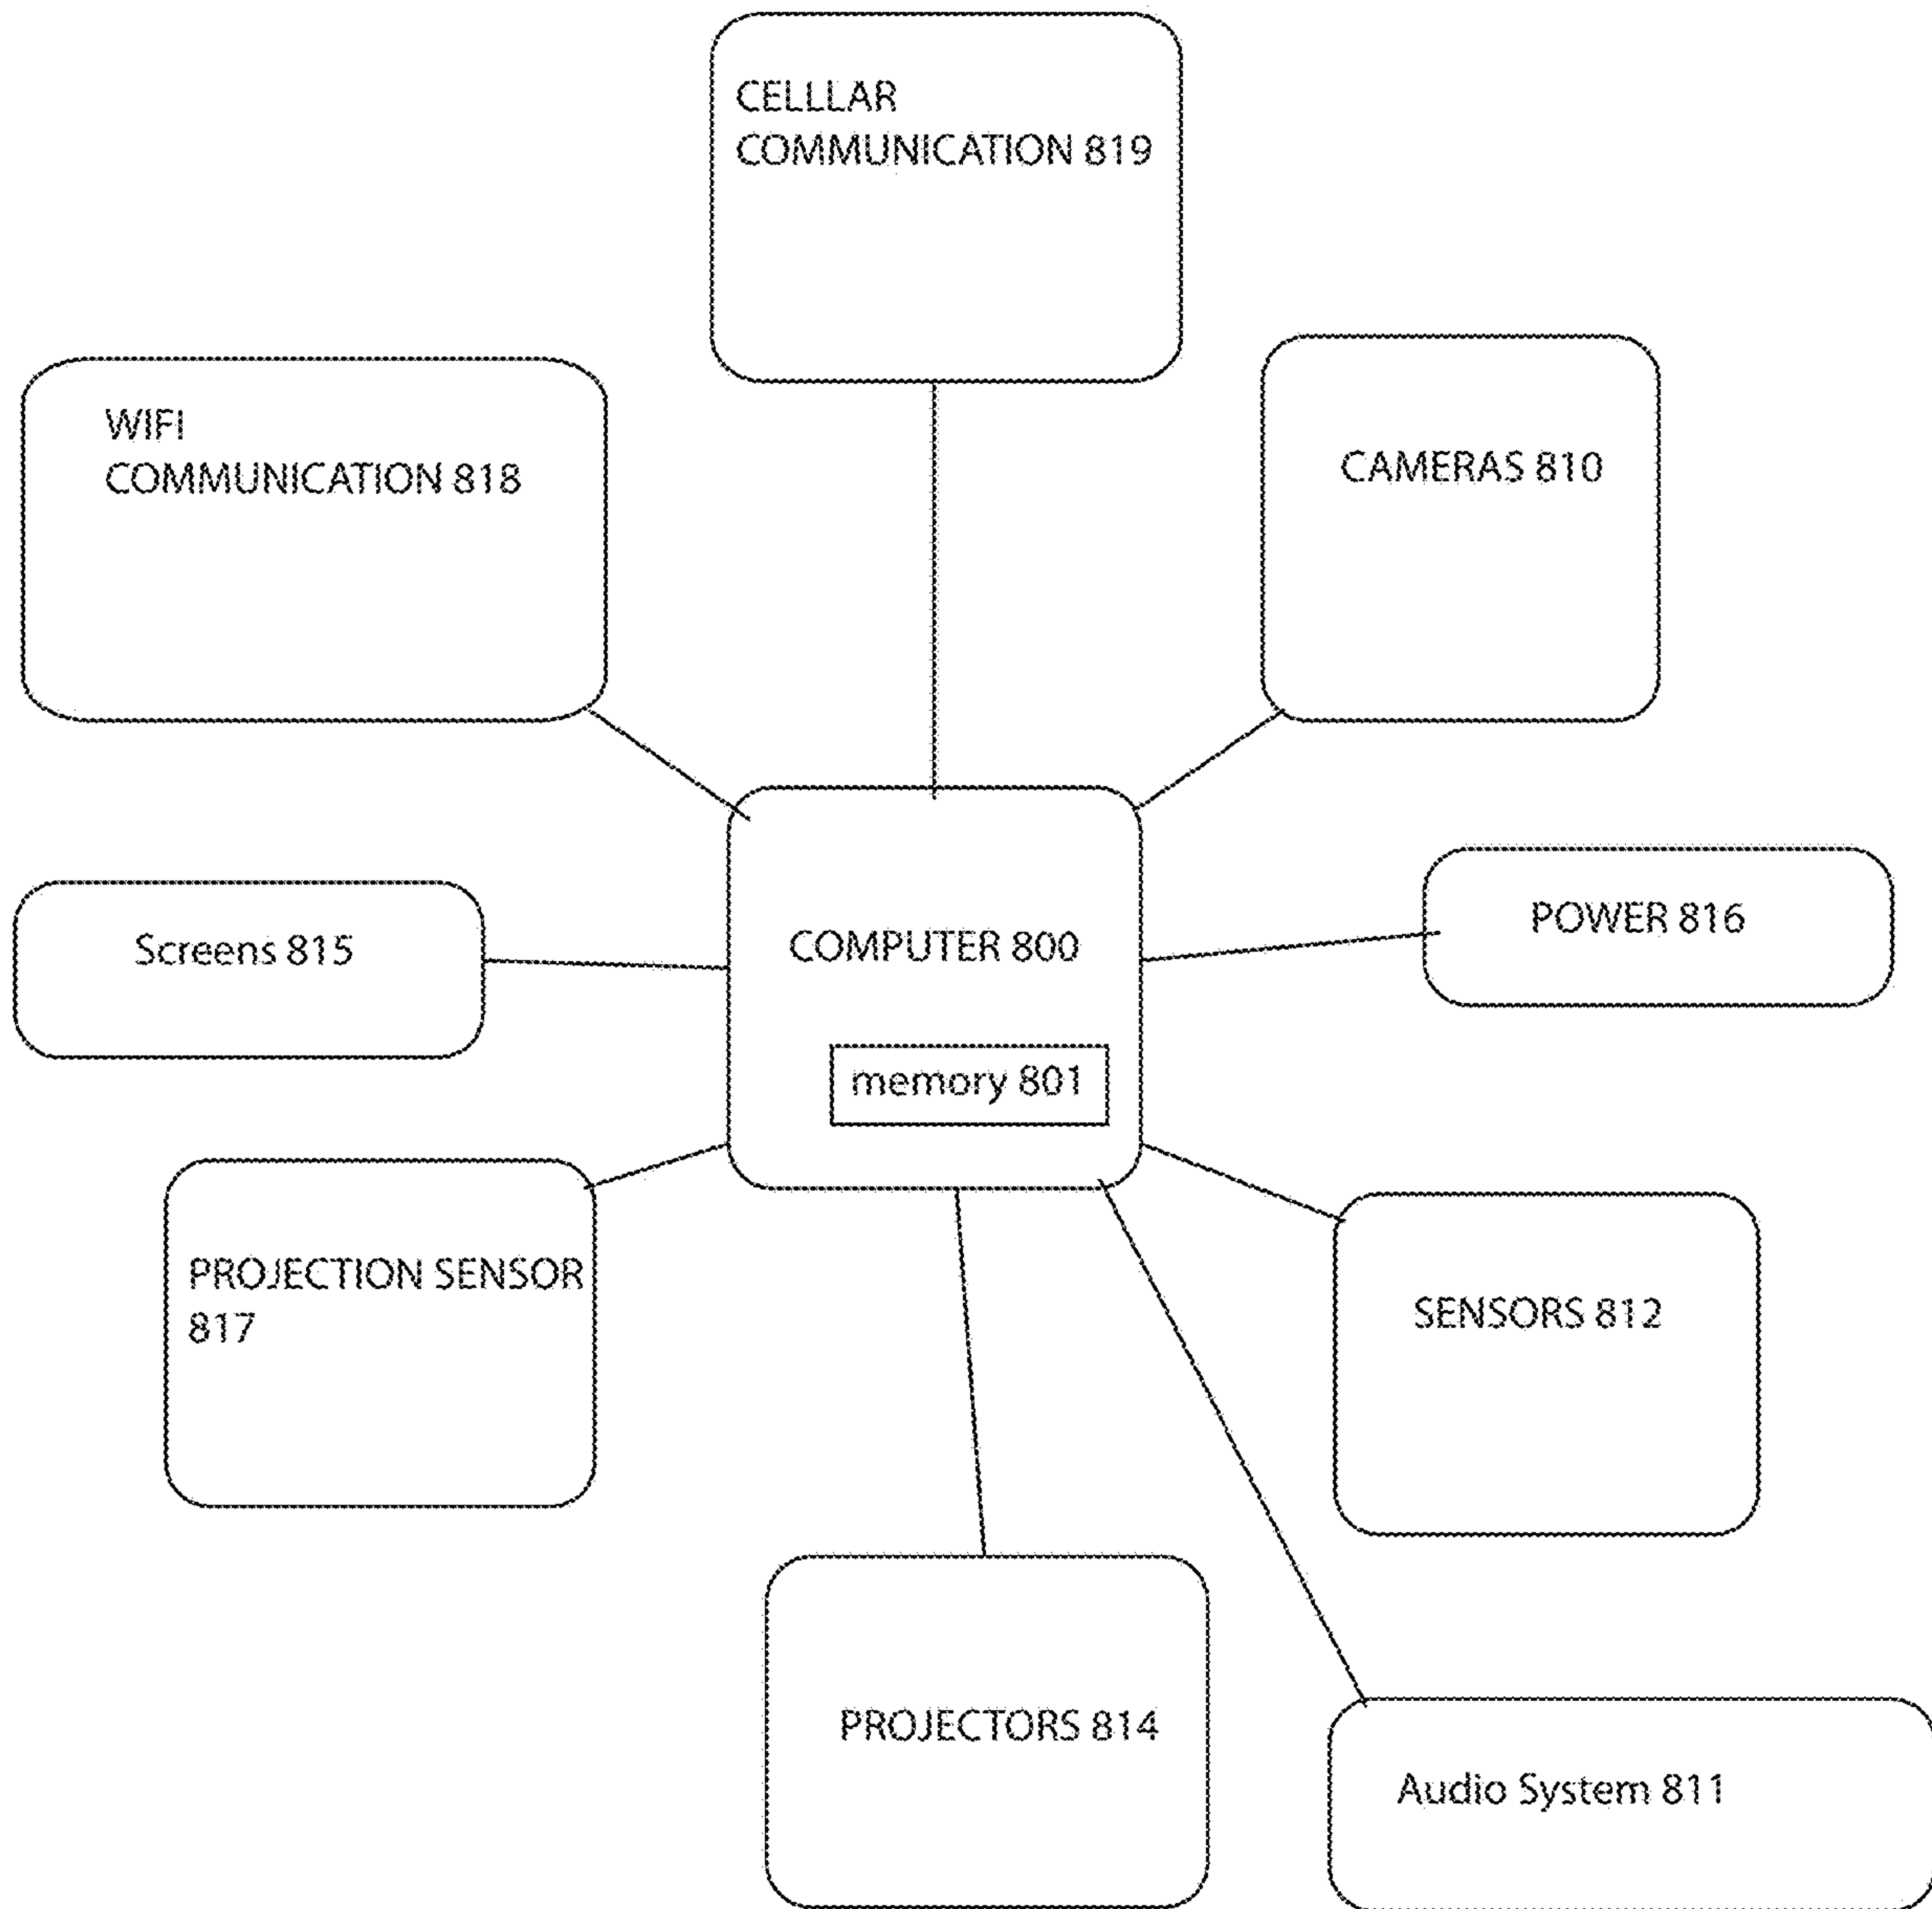 CELLLAR
COMMUNICATION 819
WIFI
COMMUNICATION 818
CAMERAS 810
Screens 815
COMPUTER 800
POWER 816
memory 801
PROJECTION SENSOR
817
SENSORS 812
PROJECTORS 814
Audio System 811